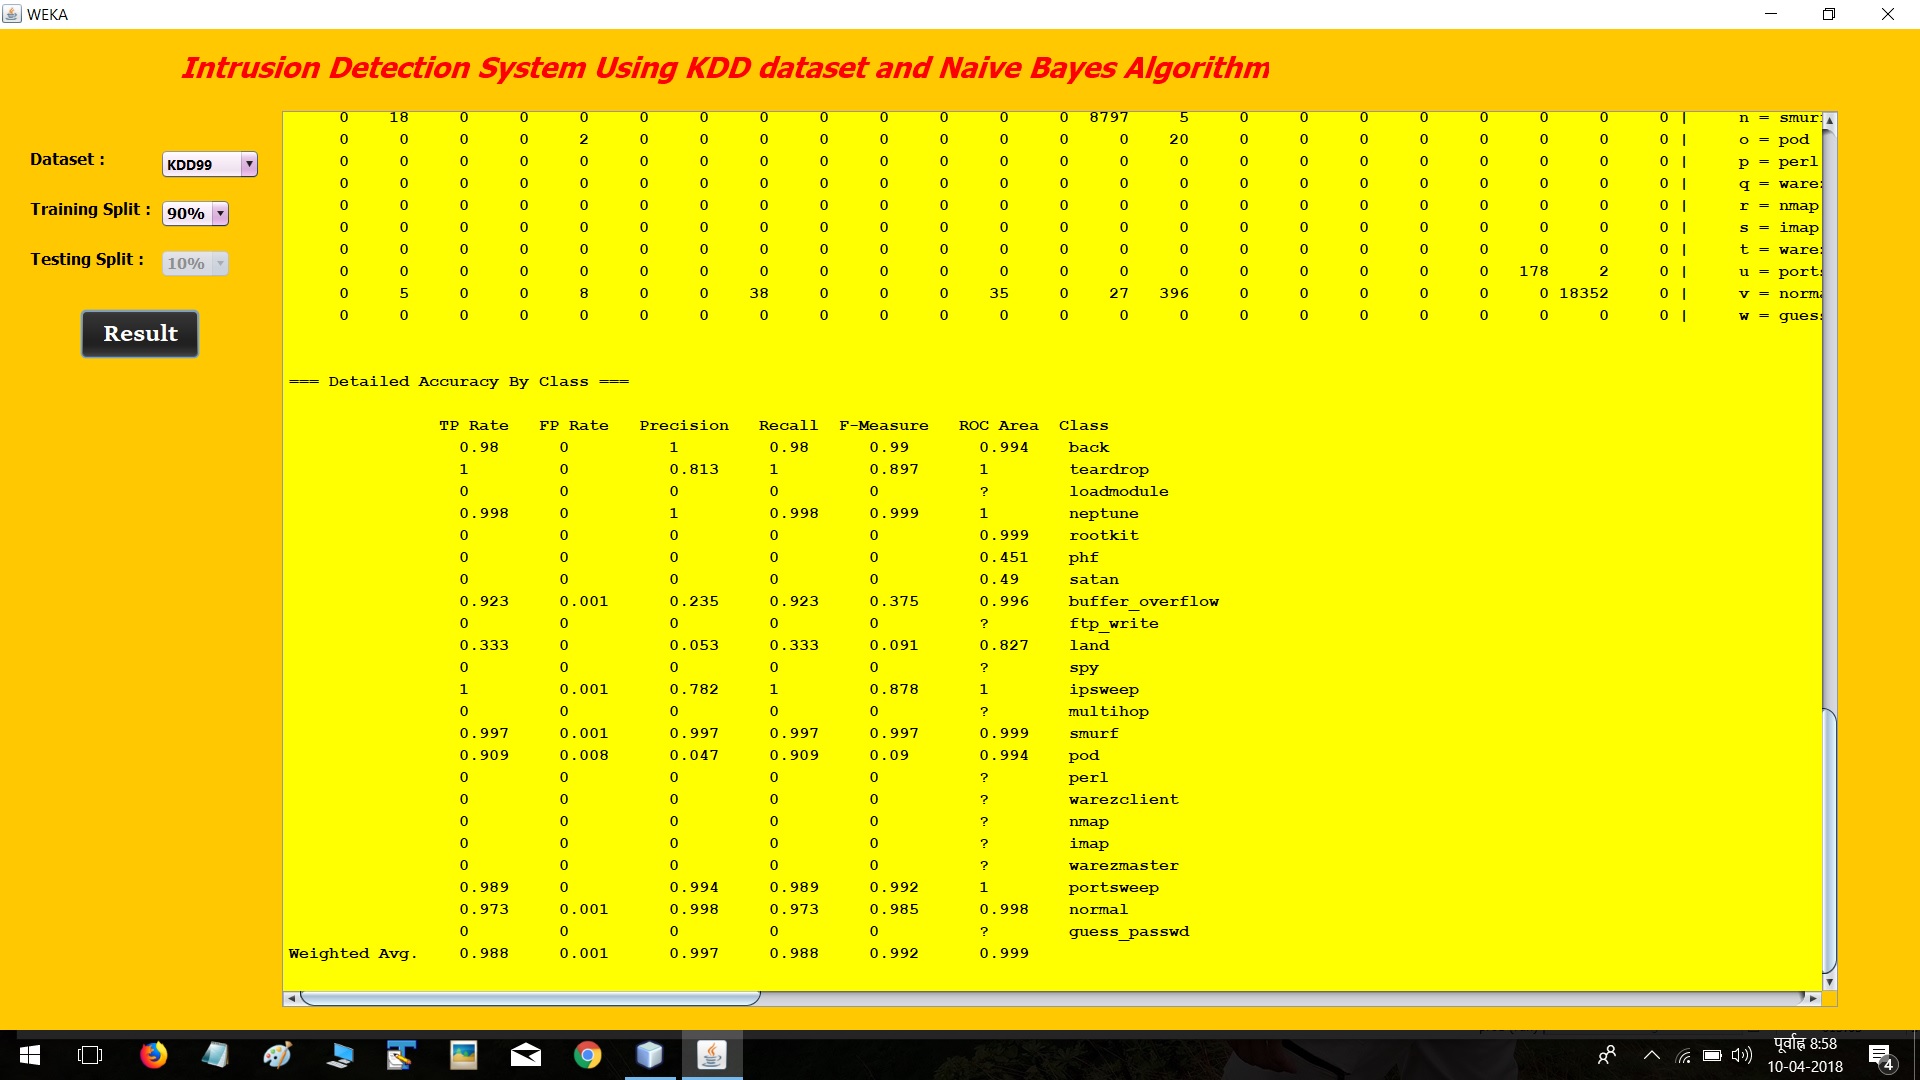 WEKA
Intrusion Detection System Using KDD dataset and Naive Bayes Algorithm
Dataset :
KDD99
Training Split :
90%
Testing Split :
10%
Result
0 18 0 0 0 0 0 0 0 0 0 0 0 8797 5 0 0 0 0 0 0 0 0 | n = smur
0 0 0 0 2 0 0 0 0 0 0 0 0 0 20 0 0 0 0 0 0 0 0 | o = pod
0 0 0 0 0 0 0 0 0 0 0 0 0 0 0 0 0 0 0 0 0 0 0 | p = perl
0 0 0 0 0 0 0 0 0 0 0 0 0 0 0 0 0 0 0 0 0 0 0 | q = ware
0 0 0 0 0 0 0 0 0 0 0 0 0 0 0 0 0 0 0 0 0 0 0 | r = nmap
0 0 0 0 0 0 0 0 0 0 0 0 0 0 0 0 0 0 0 0 0 0 0 | s = imap
0 0 0 0 0 0 0 0 0 0 0 0 0 0 0 0 0 0 0 0 0 0 0 | t = ware
0 0 0 0 0 0 0 0 0 0 0 0 0 0 0 0 0 0 0 0 178 2 0 | u = port
0 5 0 0 8 0 0 38 0 0 0 35 0 27 396 0 0 0 0 0 0 18352 0 | v = norm
0 0 0 0 0 0 0 0 0 0 0 0 0 0 0 0 0 0 0 0 0 0 0 | w = gues
=== Detailed Accuracy By Class ===
TP Rate FP Rate Precision Recall F-Measure ROC Area Class
0.98 0 1 0.98 0.99 0.994 back
1 0 0.813 1 0.897 1 teardrop
0 0 0 0 0 ? loadmodule
0.998 0 1 0.998 0.999 1 neptune
0 0 0 0 0 0.999 rootkit
0 0 0 0 0 0.451 phf
0 0 0 0 0 0.49 satan
0.923 0.001 0.235 0.923 0.375 0.996 buffer_overflow
0 0 0 0 0 ? ftp_write
0.333 0 0.053 0.333 0.091 0.827 land
0 0 0 0 0 ? spy
1 0.001 0.782 1 0.878 1 ipsweep
0 0 0 0 0 ? multihop
0.997 0.001 0.997 0.997 0.997 0.999 smurf
0.909 0.008 0.047 0.909 0.09 0.994 pod
0 0 0 0 0 ? perl
0 0 0 0 0 ? warezclient
0 0 0 0 0 ? nmap
0 0 0 0 0 ? imap
0 0 0 0 0 ? warezmaster
0.989 0 0.994 0.989 0.992 1 portsweep
0.973 0.001 0.998 0.973 0.985 0.998 normal
0 0 0 0 0 ? guess_passwd
Weighted Avg. 0.988 0.001 0.997 0.988 0.992 0.999
पूर्वाह्न 8:58
10-04-2018
4